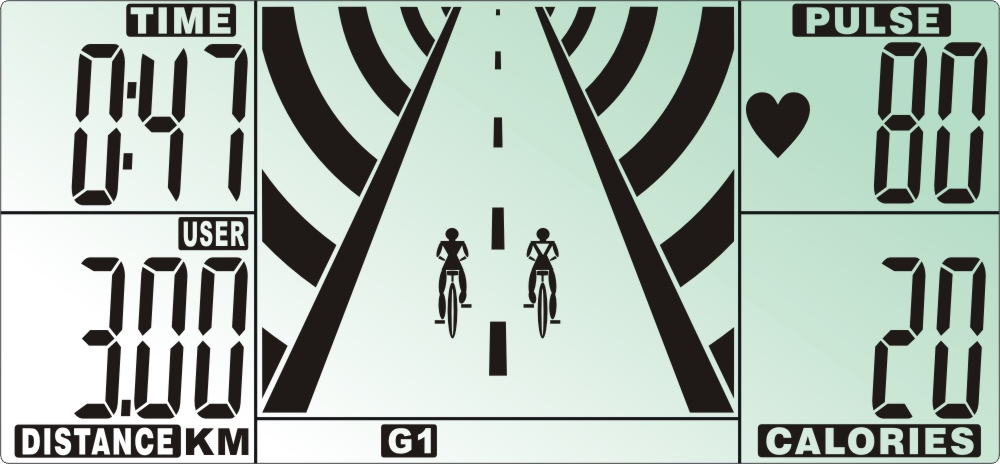 TIME
0:47
USER
3.00
DISTANCE KM
G1
PULSE
80
20
CALORIES